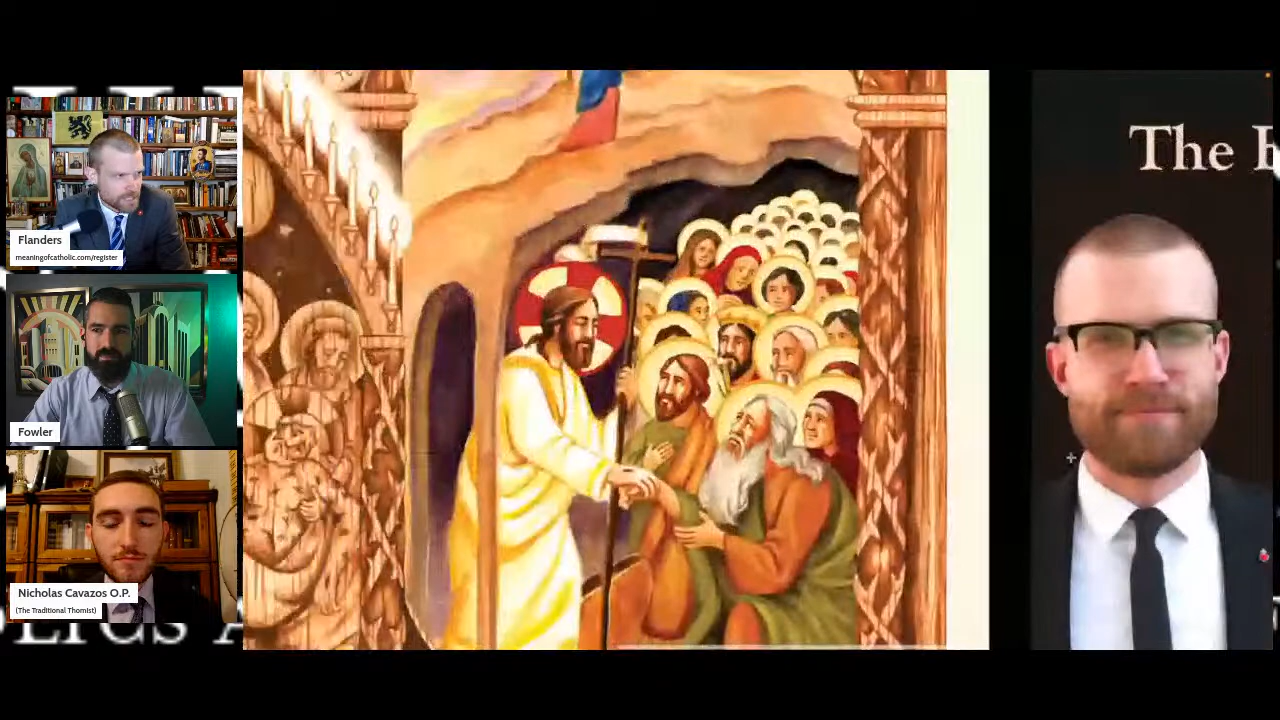 Flanders
meaningofcatholic.com/register
Fowler
Nicholas Cavazos O.P.
(The Traditional Thomist)
The